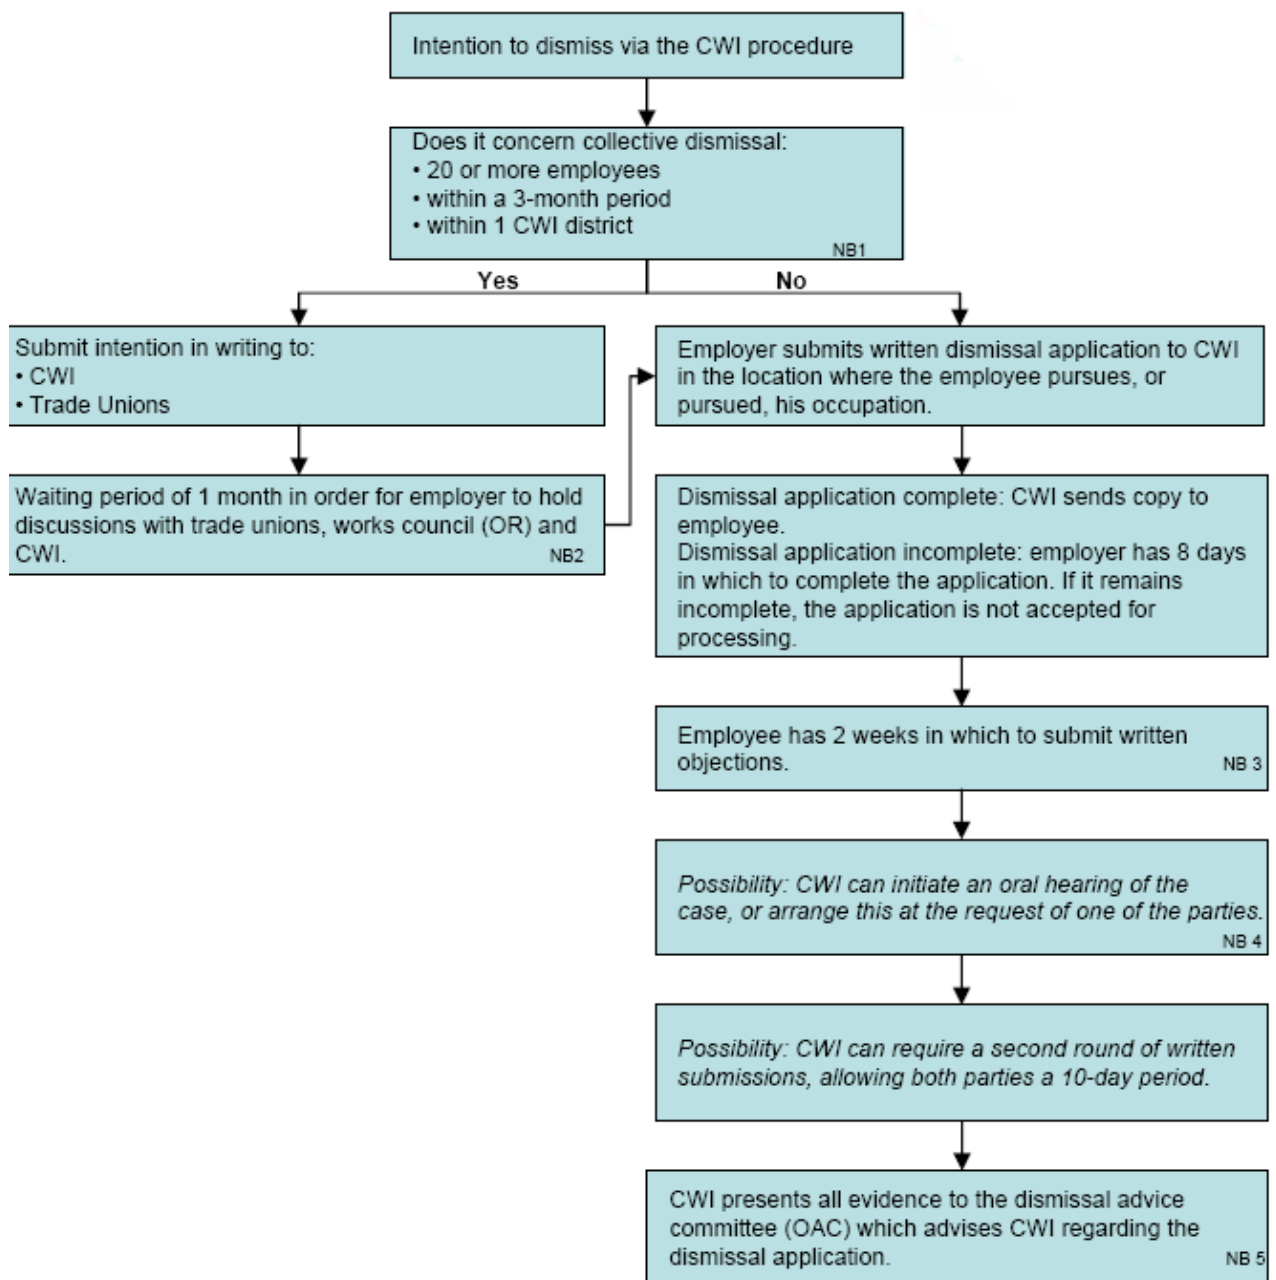 Intention to dismiss via the CWI procedure
Does it concern collective dismissal:
• 20 or more employees
• within a 3-month period
• within 1 CWI district
NB1
Yes
No
Submit intention in writing to:
• CWI
• Trade Unions
Waiting period of 1 month in order for employer to hold
discussions with trade unions, works council (OR) and
CWI.
NB2
Employer submits written dismissal application to CWI
in the location where the employee pursues, or
pursued, his occupation.
Dismissal application complete: CWI sends copy to
employee.
Dismissal application incomplete: employer has 8 days
in which to complete the application. If it remains
incomplete, the application is not accepted for
processing.
Employee has 2 weeks in which to submit written
objections.
NB 3
Possibility: CWI can initiate an oral hearing of the
case, or arrange this at the request of one of the parties.
NB 4
Possibility: CWI can require a second round of written
submissions, allowing both parties a 10-day period.
CWI presents all evidence to the dismissal advice
committee (OAC) which advises CWI regarding the
dismissal application.
NB 5